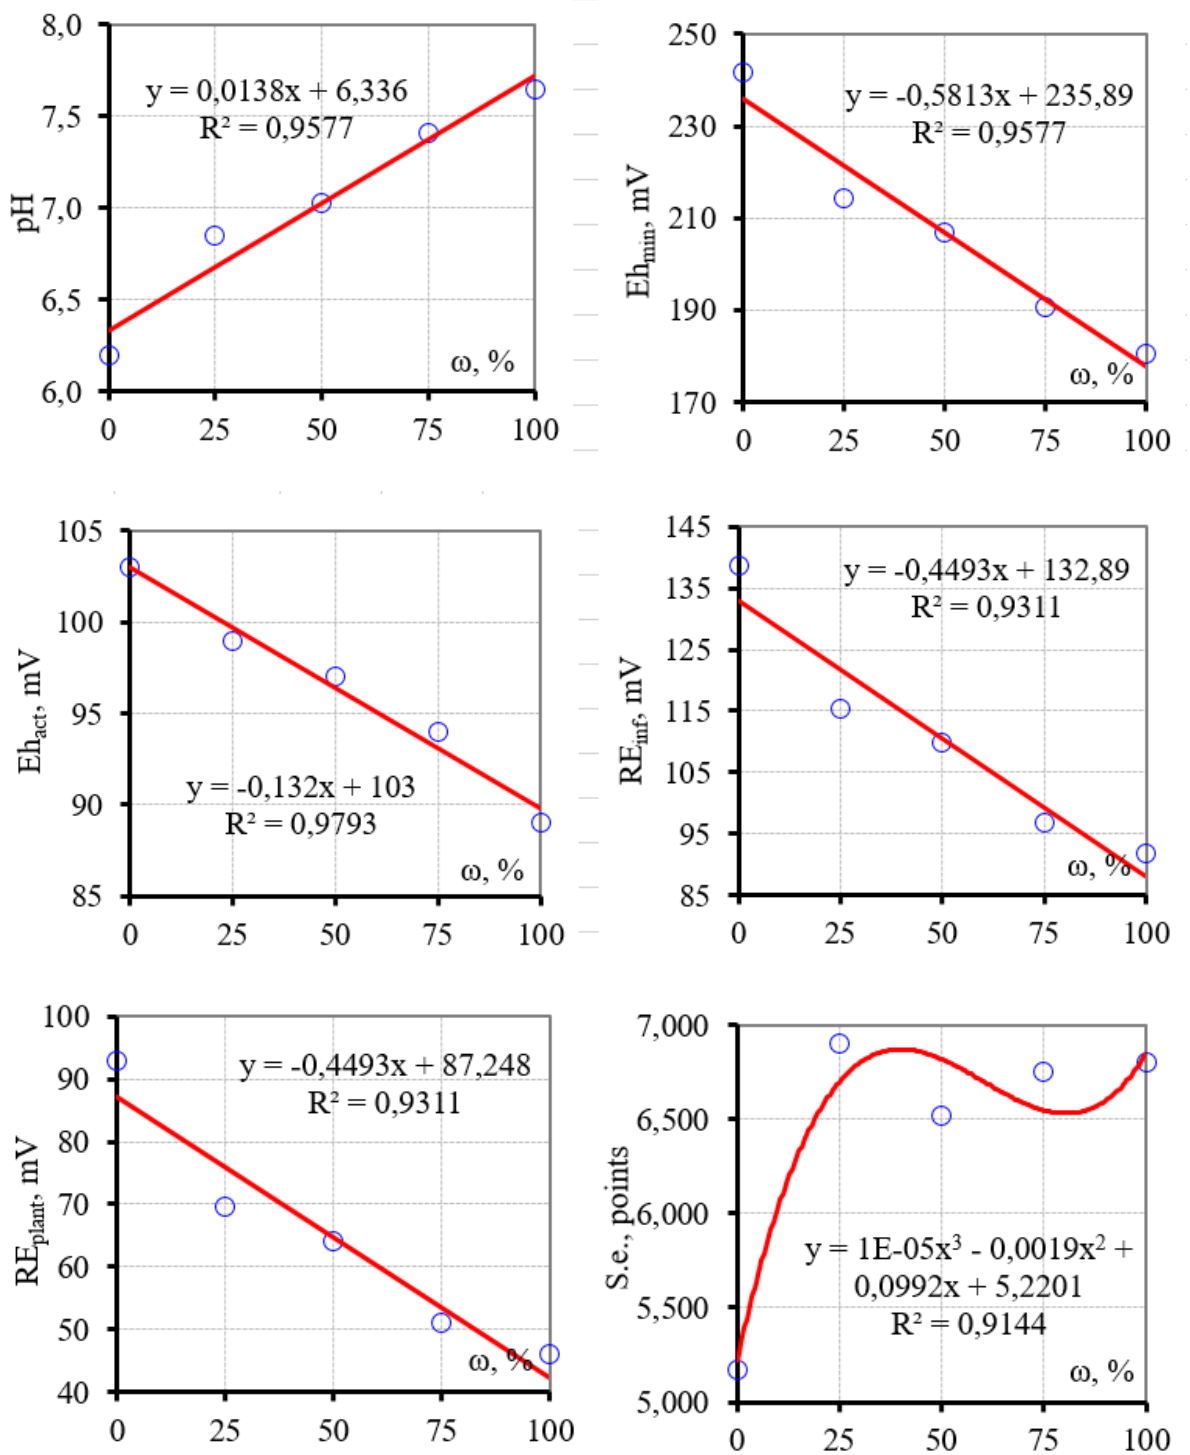 8,0
7,5
7,0
6,5
6,0
pH
y = 0,0138x + 6,336
R² = 0,9577
ω, %
0 25 50 75 100
250
230
210
190
170
Ehmin, mV
y = -0,5813x + 235,89
R² = 0,9577
ω, %
0 25 50 75 100
105
100
95
90
85
Ehact, mV
y = -0,132x + 103
R² = 0,9793
ω, %
0 25 50 75 100
145
135
125
115
105
95
85
REinf, mV
y = -0,4493x + 132,89
R² = 0,9311
ω, %
0 25 50 75 100
100
90
80
70
60
50
40
REplant, mV
y = -0,4493x + 87,248
R² = 0,9311
ω, %
0 25 50 75 100
7,000
6,500
6,000
5,500
5,000
S.e., points
y = 1E-05x³ - 0,0019x² +
0,0992x + 5,2201
R² = 0,9144
ω, %
0 25 50 75 100